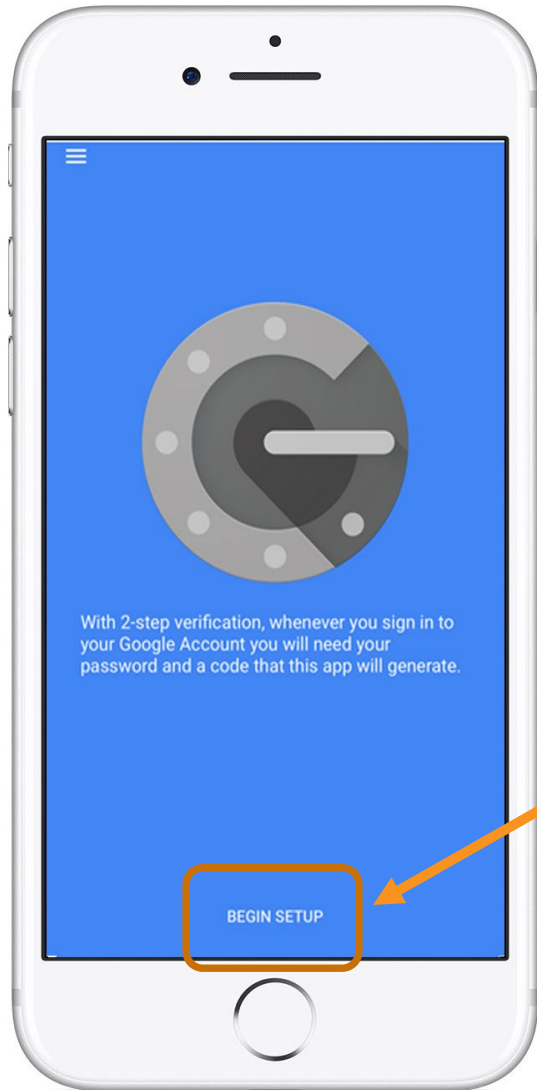 With 2-step verification, whenever you sign in to
your Google Account you will need your
password and a code that this app will generate.
BEGIN SETUP